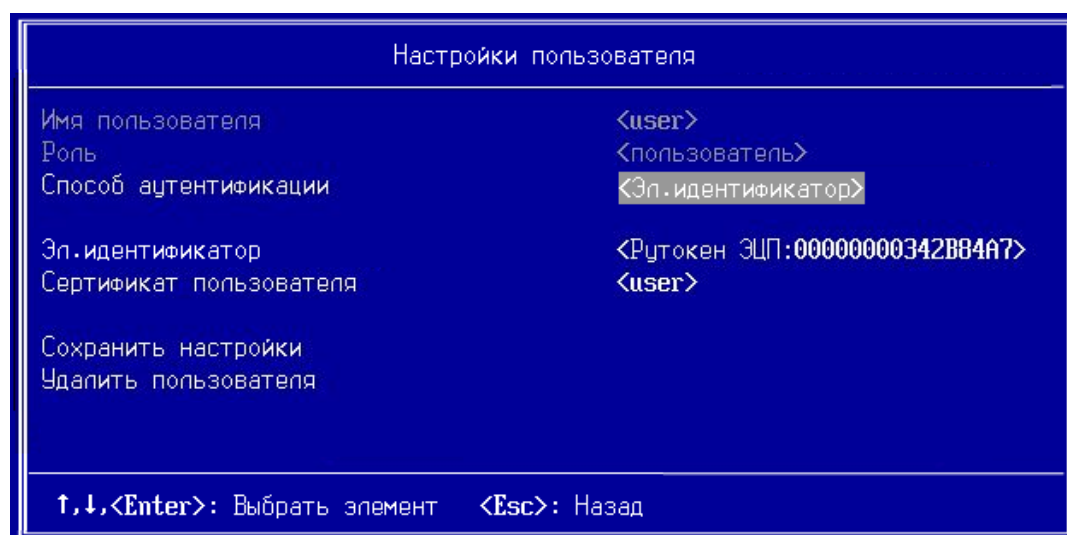 Настройки пользователя
Имя пользователя <user>
Роль <пользователь>
Способ аутентификации <Эл.идентификатор>
Эл.идентификатор <Рутокен ЭЦП:00000000342B84A7>
Сертификат пользователя <user>
Сохранить настройки
Удалить пользователя
↑,↓,<Enter>: Выбрать элемент <Esc>: Назад